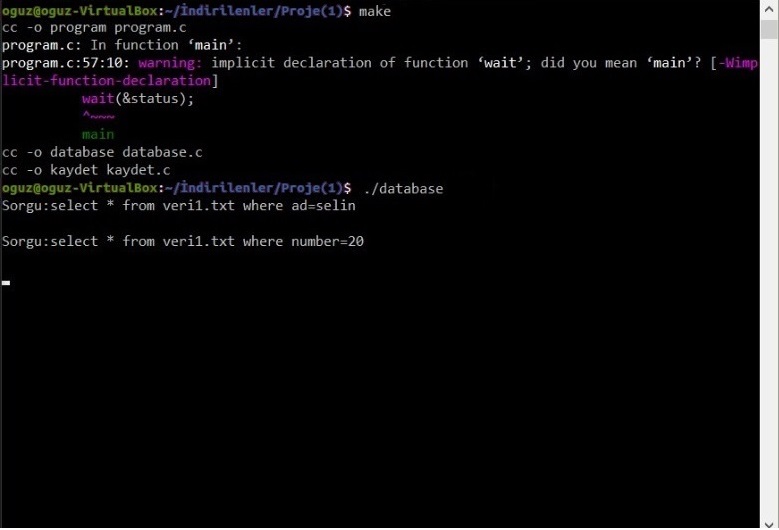 oguz@oguz-VirtualBox:~/İndirilenler/Proje(1)$ make
cc -o program program.c
program.c: In function ‘main’:
program.c:57:10: warning: implicit declaration of function ‘wait’; did you mean ‘main’? [-Wimp
licit-function-declaration]
wait(&status);
^~~~
main
cc -o database database.c
cc -o kaydet kaydet.c
oguz@oguz-VirtualBox:~/İndirilenler/Proje(1)$ ./database
Sorgu:select * from veri1.txt where ad=selin
Sorgu:select * from veri1.txt where number=20